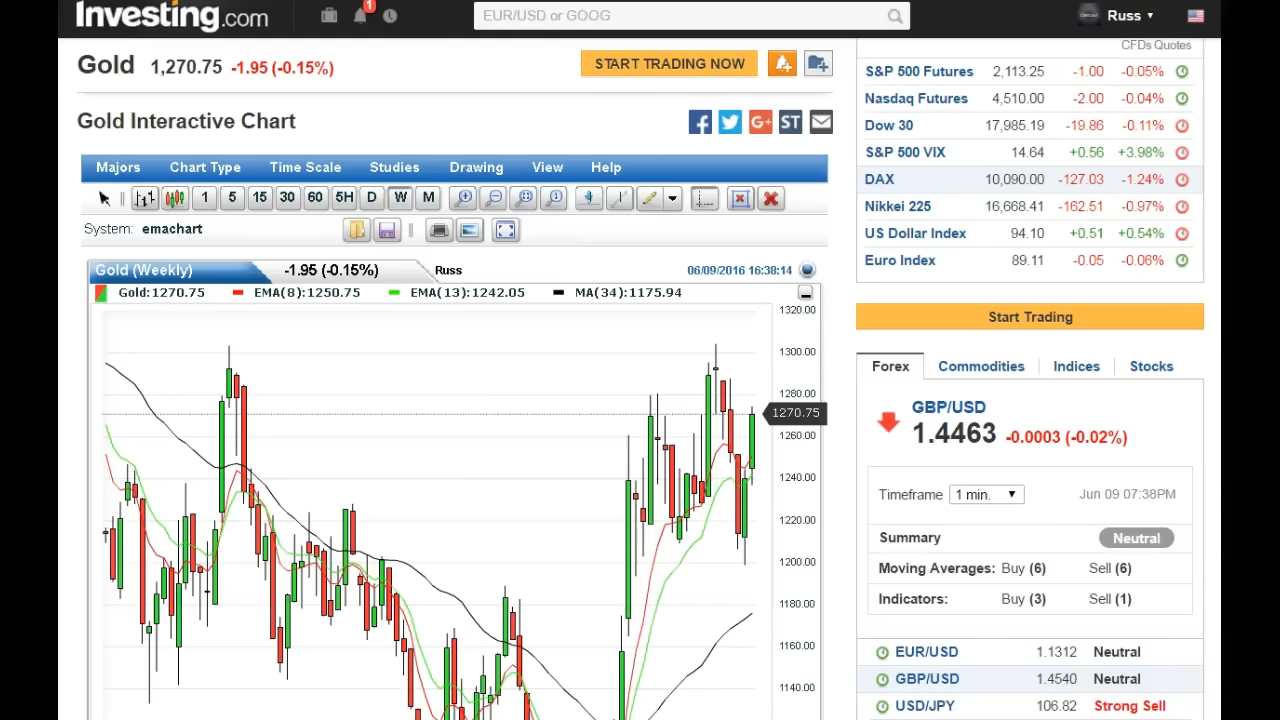 Investing.com
1
EUR/USD or GOOG
Russ
Gold 1,270.75 -1.95 (-0.15%)
START TRADING NOW
Gold Interactive Chart
ST
Majors Chart Type Time Scale Studies Drawing View Help
1 5 15 30 60 5H D W M
System: emachart
Gold (Weekly) -1.95 (-0.15%) Russ 06/09/2016 16:38:14
Gold:1270.75 EMA(8):1250.75 EMA(13):1242.05 MA(34):1175.94
1320.00
1300.00
1280.00
1270.75
1260.00
1240.00
1220.00
1200.00
1180.00
1160.00
1140.00
CFDs Quotes
S&P 500 Futures 2,113.25 -1.00 -0.05%
Nasdaq Futures 4,510.00 -2.00 -0.04%
Dow 30 17,985.19 -19.86 -0.11%
S&P 500 VIX 14.64 +0.56 +3.98%
DAX 10,090.00 -127.03 -1.24%
Nikkei 225 16,668.41 -162.51 -0.97%
US Dollar Index 94.10 +0.51 +0.54%
Euro Index 89.11 -0.05 -0.06%
Start Trading
Forex Commodities Indices Stocks
GBP/USD
1.4463 -0.0003 (-0.02%)
Timeframe 1 min. Jun 09 07:38PM
Summary Neutral
Moving Averages: Buy (6) Sell (6)
Indicators: Buy (3) Sell (1)
EUR/USD 1.1312 Neutral
GBP/USD 1.4540 Neutral
USD/JPY 106.82 Strong Sell